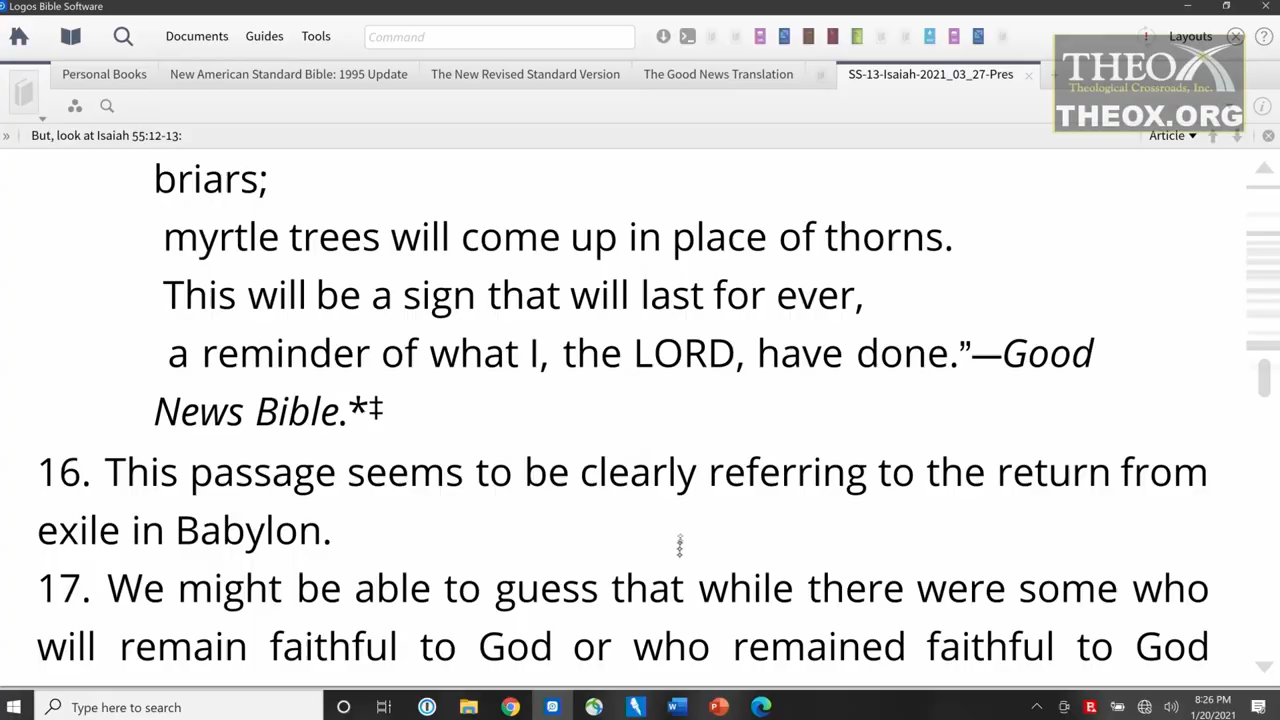 Logos Bible Software
Documents Guides Tools Command Layouts
Personal Books New American Standard Bible: 1995 Update The New Revised Standard Version The Good News Translation SS-13-Isaiah-2021_03_27-Pres
THEOX
Theological Crossroads, Inc.
THEOX.ORG
» But, look at Isaiah 55:12-13: Article
briars;
myrtle trees will come up in place of thorns.
This will be a sign that will last for ever,
a reminder of what I, the LORD, have done.”—Good
News Bible.*‡
16. This passage seems to be clearly referring to the return from
exile in Babylon.
17. We might be able to guess that while there were some who
will remain faithful to God or who remained faithful to God
Type here to search
8:26 PM
1/20/2021